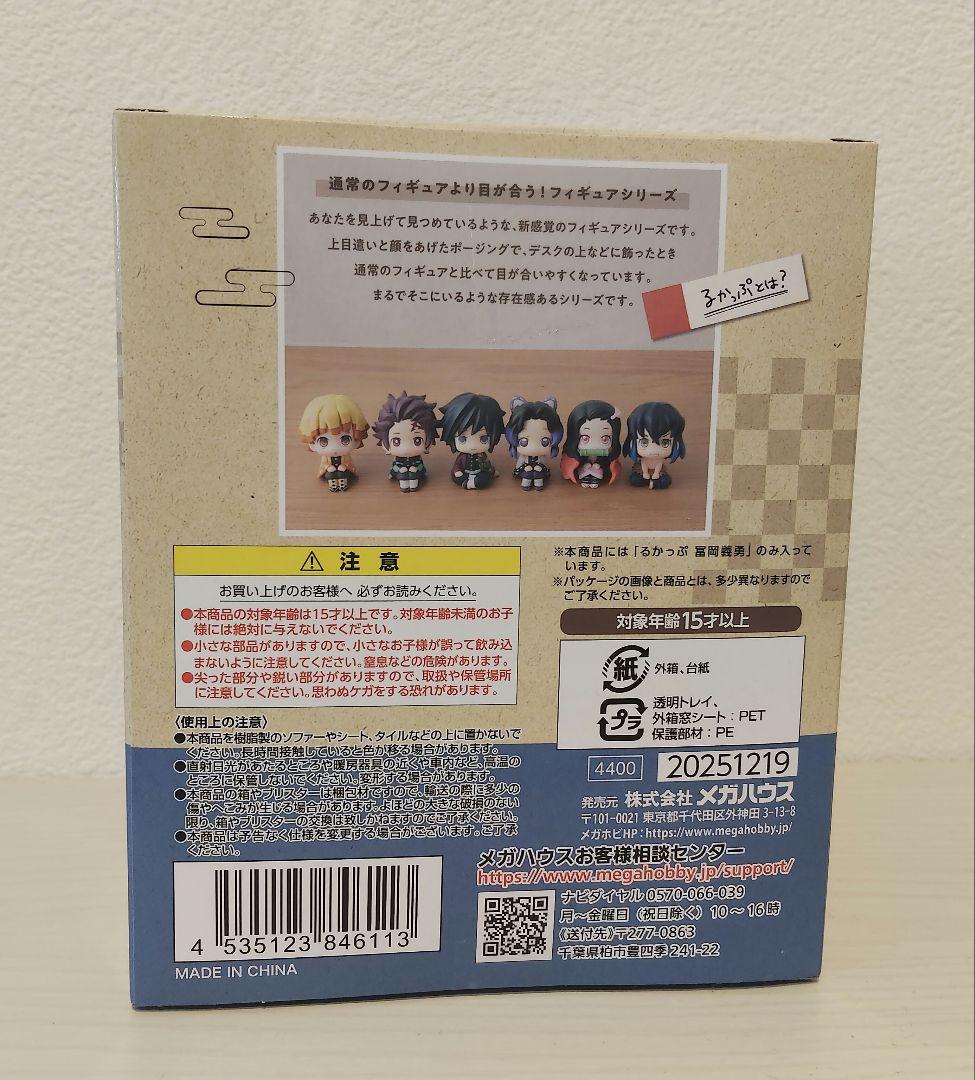 通常のフィギュアより目が合う!フィギュアシリーズ
あなたを見上げて見つめているような、新感覚のフィギュアシリーズです。
上目遣いと顔をあげたポージングで、デスクの上などに飾ったとき
通常のフィギュアと比べて目が合いやすくなっています。
まるでそこにいるような存在感あるシリーズです。
るかっぷとは?
注意
お買い上げのお客様へ 必ずお読みください。
●本商品の対象年齢は15才以上です。対象年齢未満のお子
様には絶対に与えないでください。
●小さな部品がありますので、小さなお子様が誤って飲み込
まないように注意してください。窒息などの危険があります。
●尖った部分や鋭い部分がありますので、取扱や保管場所
に注意してください。思わぬケガをする恐れがあります。
〈使用上の注意〉
●本商品を樹脂製のソファーやシート、タイルなどの上に置かないで
ください。長時間接触していると色が移る場合があります。
●直射日光があたるところや暖房器具の近くや車内など、高温の
ところに保管しないでください。変形する場合があります。
●本商品の箱やブリスターは梱包材ですので、輸送の際に多少の
傷やへこみが生じる場合があります。よほどの大きな破損のない
限り、箱やブリスターの交換は致しかねますのでご了承ください。
●本商品は予告なく仕様を変更する場合がございます。ご了承
ください。
4 535123 846113
MADE IN CHINA
※本商品には「るかっぷ 冨岡義勇」のみ入って
います。
※パッケージの画像と商品とは、多少異なりますので
ご了承ください。
対象年齢15才以上
紙 外箱、台紙
プラ 透明トレイ、
外箱窓シート:PET
保護部材:PE
4400 20251219
発売元 株式会社 メガハウス
〒101-0021 東京都千代田区外神田 3-13-8
メガホビHP:https://www.megahobby.jp/
メガハウスお客様相談センター
https://www.megahobby.jp/support/
ナビダイヤル 0570-066-039
月〜金曜日(祝日除く)10〜16時
《送付先》〒277-0863
千葉県柏市豊四季 241-22